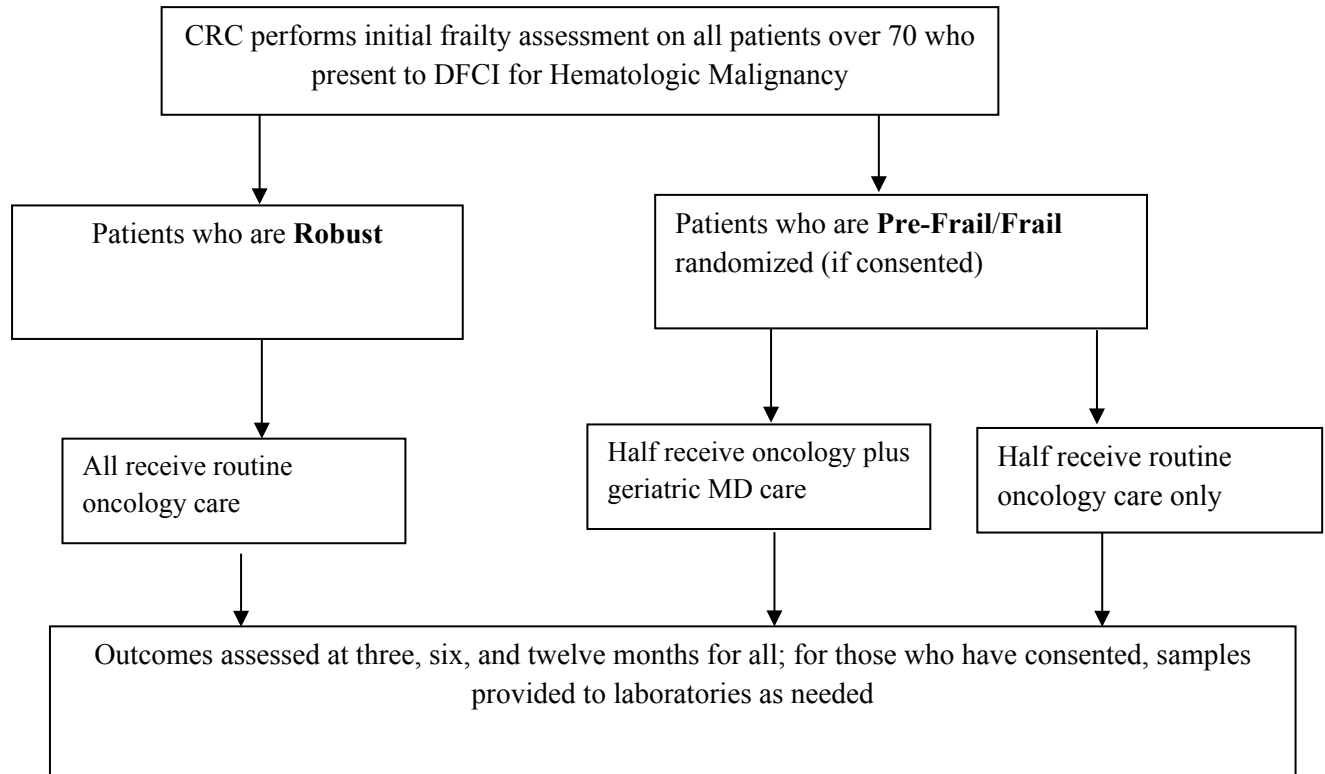 CRC performs initial frailty assessment on all patients over 70 who
present to DFCI for Hematologic Malignancy
Patients who are Robust
Patients who are Pre-Frail/Frail
randomized (if consented)
All receive routine
oncology care
Half receive oncology plus
geriatric MD care
Half receive routine
oncology care only
Outcomes assessed at three, six, and twelve months for all; for those who have consented, samples
provided to laboratories as needed